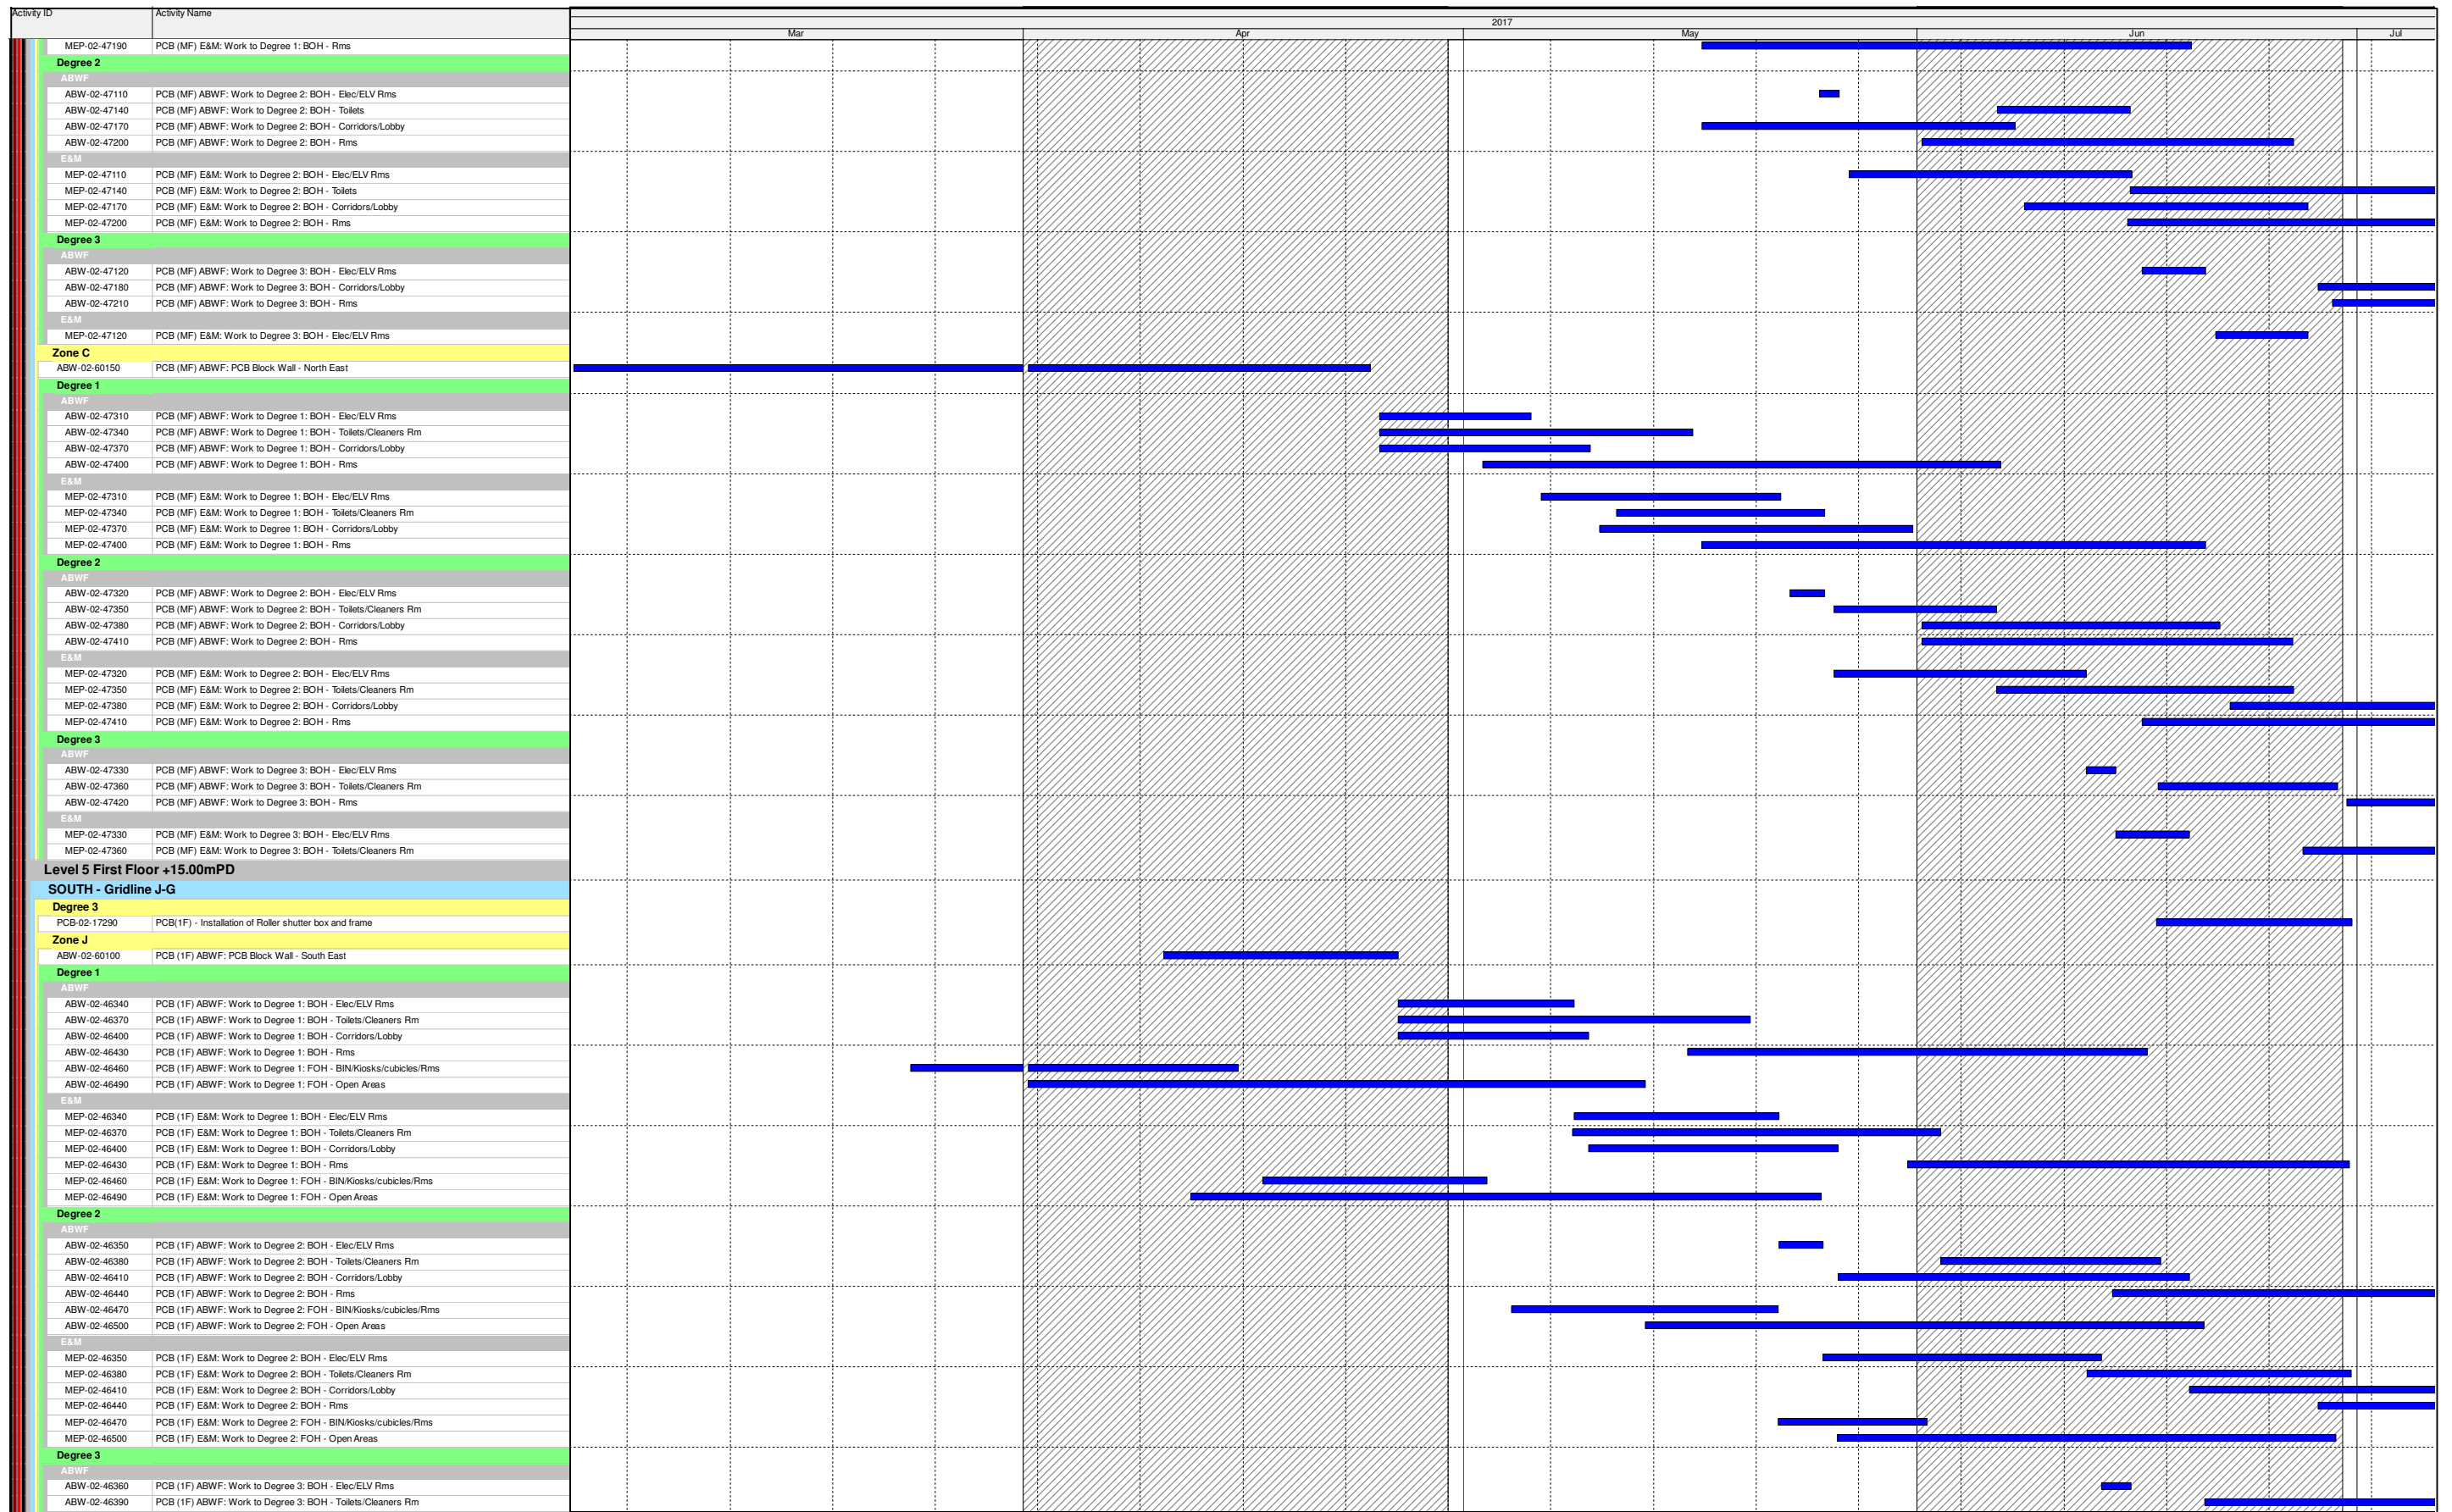 Activity ID Activity Name
2017
Mar Apr May Jun Jul
MEP-02-47190 PCB (MF) E&M: Work to Degree 1: BOH - Rms
Degree 2
ABWF
ABW-02-47110 PCB (MF) ABWF: Work to Degree 2: BOH - Elec/ELV Rms
ABW-02-47140 PCB (MF) ABWF: Work to Degree 2: BOH - Toilets
ABW-02-47170 PCB (MF) ABWF: Work to Degree 2: BOH - Corridors/Lobby
ABW-02-47200 PCB (MF) ABWF: Work to Degree 2: BOH - Rms
E&M
MEP-02-47110 PCB (MF) E&M: Work to Degree 2: BOH - Elec/ELV Rms
MEP-02-47140 PCB (MF) E&M: Work to Degree 2: BOH - Toilets
MEP-02-47170 PCB (MF) E&M: Work to Degree 2: BOH - Corridors/Lobby
MEP-02-47200 PCB (MF) E&M: Work to Degree 2: BOH - Rms
Degree 3
ABWF
ABW-02-47120 PCB (MF) ABWF: Work to Degree 3: BOH - Elec/ELV Rms
ABW-02-47180 PCB (MF) ABWF: Work to Degree 3: BOH - Corridors/Lobby
ABW-02-47210 PCB (MF) ABWF: Work to Degree 3: BOH - Rms
E&M
MEP-02-47120 PCB (MF) E&M: Work to Degree 3: BOH - Elec/ELV Rms
Zone C
ABW-02-60150 PCB (MF) ABWF: PCB Block Wall - North East
Degree 1
ABWF
ABW-02-47310 PCB (MF) ABWF: Work to Degree 1: BOH - Elec/ELV Rms
ABW-02-47340 PCB (MF) ABWF: Work to Degree 1: BOH - Toilets/Cleaners Rm
ABW-02-47370 PCB (MF) ABWF: Work to Degree 1: BOH - Corridors/Lobby
ABW-02-47400 PCB (MF) ABWF: Work to Degree 1: BOH - Rms
E&M
MEP-02-47310 PCB (MF) E&M: Work to Degree 1: BOH - Elec/ELV Rms
MEP-02-47340 PCB (MF) E&M: Work to Degree 1: BOH - Toilets/Cleaners Rm
MEP-02-47370 PCB (MF) E&M: Work to Degree 1: BOH - Corridors/Lobby
MEP-02-47400 PCB (MF) E&M: Work to Degree 1: BOH - Rms
Degree 2
ABWF
ABW-02-47320 PCB (MF) ABWF: Work to Degree 2: BOH - Elec/ELV Rms
ABW-02-47350 PCB (MF) ABWF: Work to Degree 2: BOH - Toilets/Cleaners Rm
ABW-02-47380 PCB (MF) ABWF: Work to Degree 2: BOH - Corridors/Lobby
ABW-02-47410 PCB (MF) ABWF: Work to Degree 2: BOH - Rms
E&M
MEP-02-47320 PCB (MF) E&M: Work to Degree 2: BOH - Elec/ELV Rms
MEP-02-47350 PCB (MF) E&M: Work to Degree 2: BOH - Toilets/Cleaners Rm
MEP-02-47380 PCB (MF) E&M: Work to Degree 2: BOH - Corridors/Lobby
MEP-02-47410 PCB (MF) E&M: Work to Degree 2: BOH - Rms
Degree 3
ABWF
ABW-02-47330 PCB (MF) ABWF: Work to Degree 3: BOH - Elec/ELV Rms
ABW-02-47360 PCB (MF) ABWF: Work to Degree 3: BOH - Toilets/Cleaners Rm
ABW-02-47420 PCB (MF) ABWF: Work to Degree 3: BOH - Rms
E&M
MEP-02-47330 PCB (MF) E&M: Work to Degree 3: BOH - Elec/ELV Rms
MEP-02-47360 PCB (MF) E&M: Work to Degree 3: BOH - Toilets/Cleaners Rm
Level 5 First Floor +15.00mPD
SOUTH - Gridline J-G
Degree 3
PCB-02-17290 PCB(1F) - Installation of Roller shutter box and frame
Zone J
ABW-02-60100 PCB (1F) ABWF: PCB Block Wall - South East
Degree 1
ABWF
ABW-02-46340 PCB (1F) ABWF: Work to Degree 1: BOH - Elec/ELV Rms
ABW-02-46370 PCB (1F) ABWF: Work to Degree 1: BOH - Toilets/Cleaners Rm
ABW-02-46400 PCB (1F) ABWF: Work to Degree 1: BOH - Corridors/Lobby
ABW-02-46430 PCB (1F) ABWF: Work to Degree 1: BOH - Rms
ABW-02-46460 PCB (1F) ABWF: Work to Degree 1: FOH - BIN/Kiosks/cubicles/Rms
ABW-02-46490 PCB (1F) ABWF: Work to Degree 1: FOH - Open Areas
E&M
MEP-02-46340 PCB (1F) E&M: Work to Degree 1: BOH - Elec/ELV Rms
MEP-02-46370 PCB (1F) E&M: Work to Degree 1: BOH - Toilets/Cleaners Rm
MEP-02-46400 PCB (1F) E&M: Work to Degree 1: BOH - Corridors/Lobby
MEP-02-46430 PCB (1F) E&M: Work to Degree 1: BOH - Rms
MEP-02-46460 PCB (1F) E&M: Work to Degree 1: FOH - BIN/Kiosks/cubicles/Rms
MEP-02-46490 PCB (1F) E&M: Work to Degree 1: FOH - Open Areas
Degree 2
ABWF
ABW-02-46350 PCB (1F) ABWF: Work to Degree 2: BOH - Elec/ELV Rms
ABW-02-46380 PCB (1F) ABWF: Work to Degree 2: BOH - Toilets/Cleaners Rm
ABW-02-46410 PCB (1F) ABWF: Work to Degree 2: BOH - Corridors/Lobby
ABW-02-46440 PCB (1F) ABWF: Work to Degree 2: BOH - Rms
ABW-02-46470 PCB (1F) ABWF: Work to Degree 2: FOH - BIN/Kiosks/cubicles/Rms
ABW-02-46500 PCB (1F) ABWF: Work to Degree 2: FOH - Open Areas
E&M
MEP-02-46350 PCB (1F) E&M: Work to Degree 2: BOH - Elec/ELV Rms
MEP-02-46380 PCB (1F) E&M: Work to Degree 2: BOH - Toilets/Cleaners Rm
MEP-02-46410 PCB (1F) E&M: Work to Degree 2: BOH - Corridors/Lobby
MEP-02-46440 PCB (1F) E&M: Work to Degree 2: BOH - Rms
MEP-02-46470 PCB (1F) E&M: Work to Degree 2: FOH - BIN/Kiosks/cubicles/Rms
MEP-02-46500 PCB (1F) E&M: Work to Degree 2: FOH - Open Areas
Degree 3
ABWF
ABW-02-46360 PCB (1F) ABWF: Work to Degree 3: BOH - Elec/ELV Rms
ABW-02-46390 PCB (1F) ABWF: Work to Degree 3: BOH - Toilets/Cleaners Rm